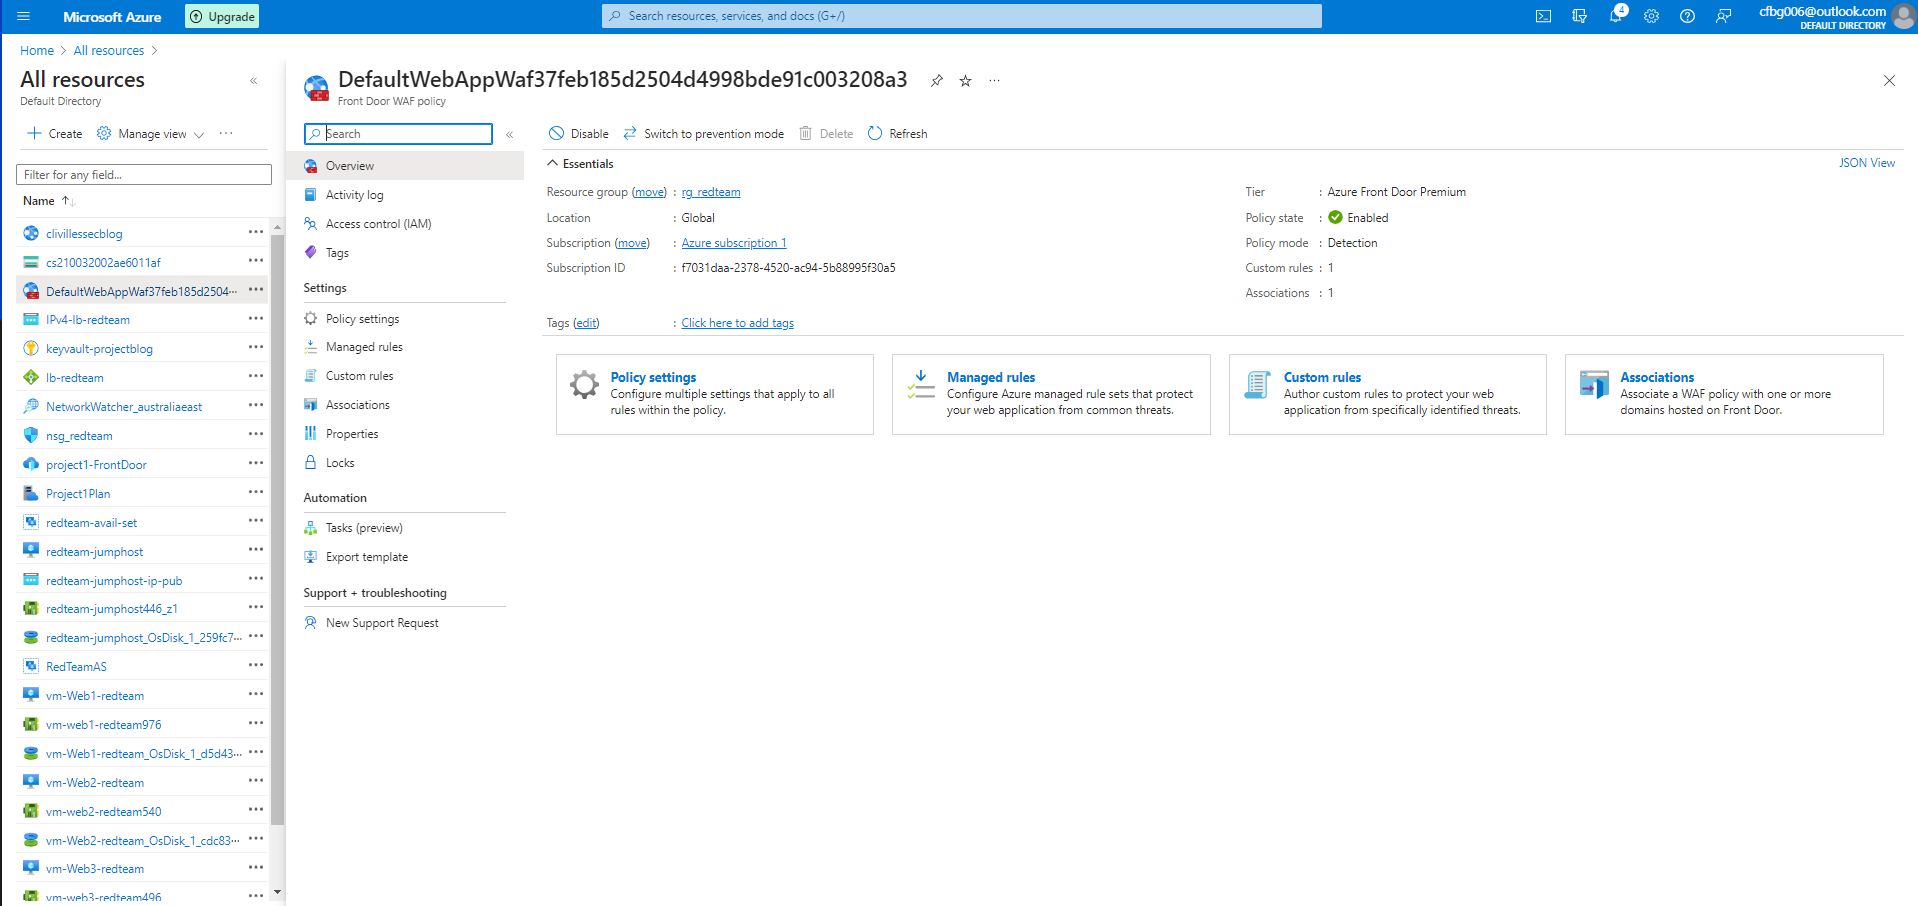 Microsoft Azure
Upgrade
Search resources, services, and docs (G+/)
4
cfbg006@outlook.com
DEFAULT DIRECTORY
Home > All resources >
All resources
Default Directory
Create
Manage view
Filter for any field...
Name
clivillessecblog
cs210032002ae6011af
DefaultWebAppWaf37feb185d2504···
IPv4-lb-redteam
keyvault-projectblog
lb-redteam
NetworkWatcher_australiaeast
nsg_redteam
project1-FrontDoor
Project1Plan
redteam-avail-set
redteam-jumphost
redteam-jumphost-ip-pub
redteam-jumphost446_z1
redteam-jumphost_OsDisk_1_259fc7···
RedTeamAS
vm-Web1-redteam
vm-web1-redteam976
vm-Web1-redteam_OsDisk_1_d5d43···
vm-Web2-redteam
vm-web2-redteam540
vm-Web2-redteam_OsDisk_1_cdc83···
vm-Web3-redteam
vm-web3-redteam496
DefaultWebAppWaf37feb185d2504d4998bde91c003208a3
Front Door WAF policy
Search
Overview
Activity log
Access control (IAM)
Tags
Settings
Policy settings
Managed rules
Custom rules
Associations
Properties
Locks
Automation
Tasks (preview)
Export template
Support + troubleshooting
New Support Request
Disable
Switch to prevention mode
Delete
Refresh
Essentials
JSON View
Resource group (move) : rg_redteam
Location : Global
Subscription (move) : Azure subscription 1
Subscription ID : f7031daa-2378-4520-ac94-5b88995f30a5
Tags (edit) : Click here to add tags
Tier : Azure Front Door Premium
Policy state : Enabled
Policy mode : Detection
Custom rules : 1
Associations : 1
Policy settings
Configure multiple settings that apply to all
rules within the policy.
Managed rules
Configure Azure managed rule sets that protect
your web application from common threats.
Custom rules
Author custom rules to protect your web
application from specifically identified threats.
Associations
Associate a WAF policy with one or more
domains hosted on Front Door.